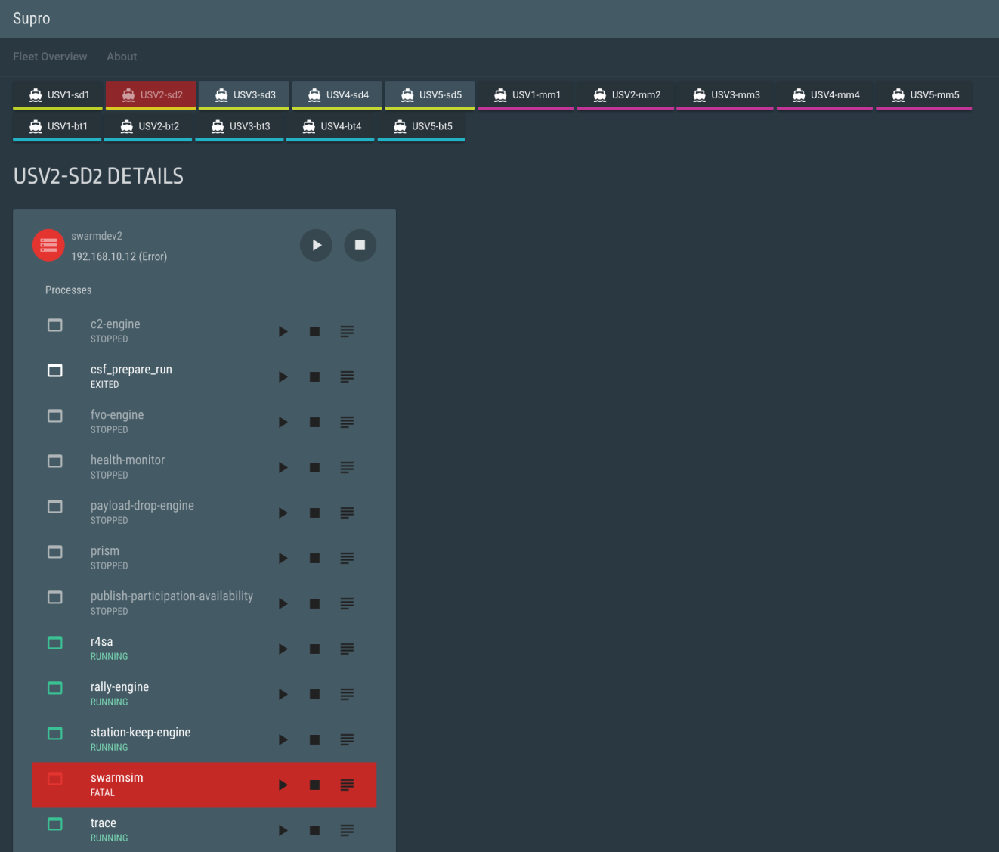 Supro
Fleet Overview About
USV1-sd1 USV2-sd2 USV3-sd3 USV4-sd4 USV5-sd5 USV1-mm1 USV2-mm2 USV3-mm3 USV4-mm4 USV5-mm5
USV1-bt1 USV2-bt2 USV3-bt3 USV4-bt4 USV5-bt5
USV2-SD2 DETAILS
swarmdev2
192.168.10.12 (Error)
Processes
c2-engine
STOPPED
csf_prepare_run
EXITED
fvo-engine
STOPPED
health-monitor
STOPPED
payload-drop-engine
STOPPED
prism
STOPPED
publish-participation-availability
STOPPED
r4sa
RUNNING
rally-engine
RUNNING
station-keep-engine
RUNNING
swarmsim
FATAL
trace
RUNNING